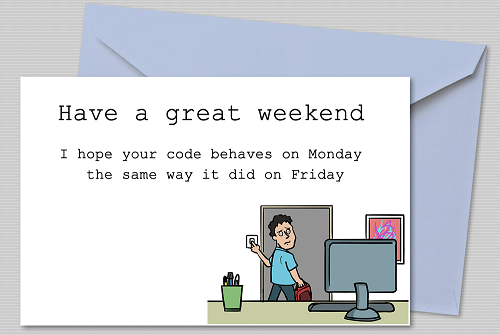 Have a great weekend
I hope your code behaves on Monday
the same way it did on Friday